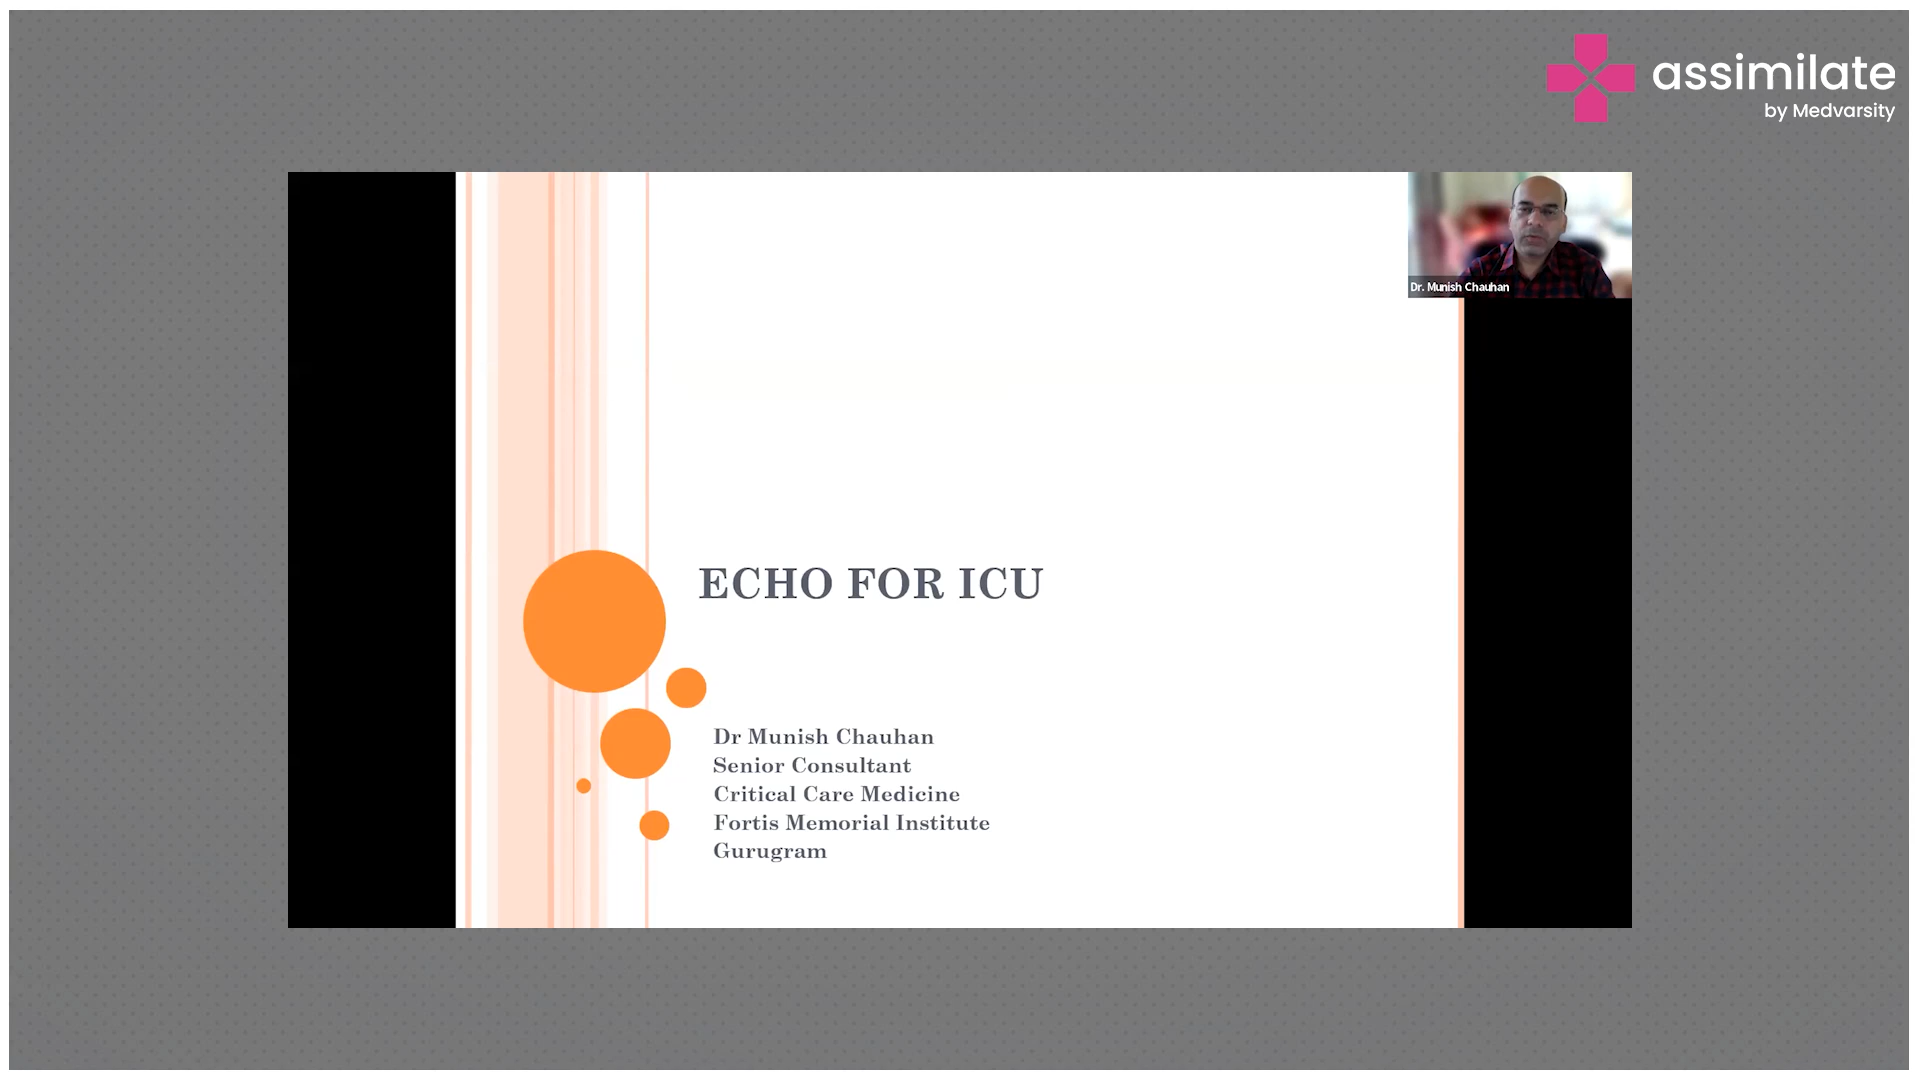 assimilate
by Medvarsity
Dr. Munish Chauhan
ECHO FOR ICU
Dr Munish Chauhan
Senior Consultant
Critical Care Medicine
Fortis Memorial Institute
Gurugram